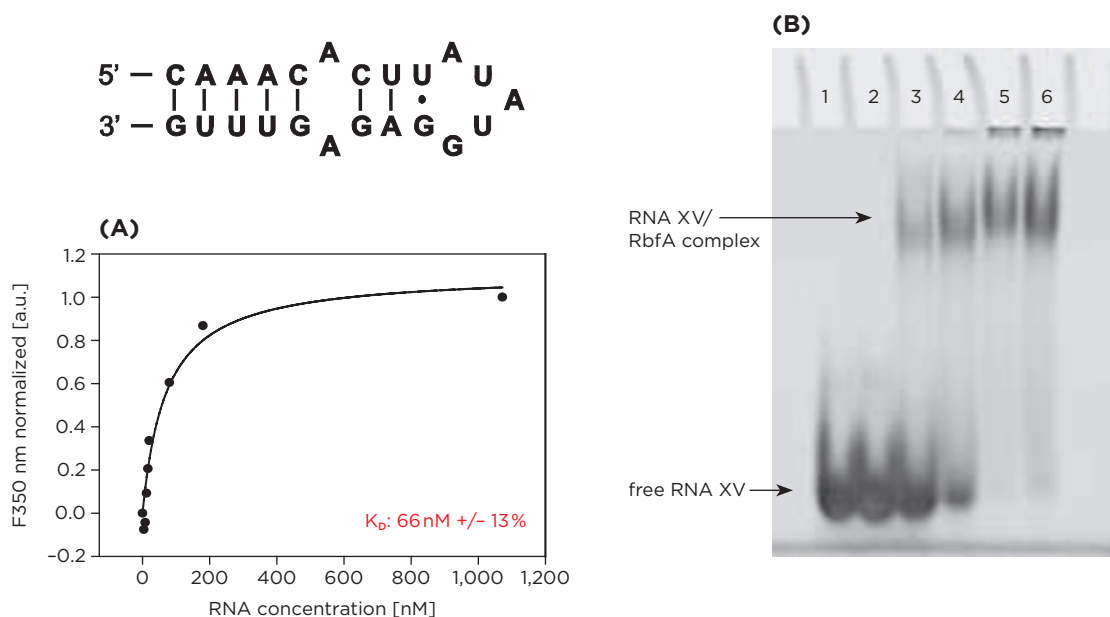 5' — C A A A C A C U U A U A
3' — G U U U G A G A G G U
(A)
F350 nm normalized [a.u.]
1.2
1.0
0.8
0.6
0.4
0.2
0.0
−0.2
K_D: 66 nM +/− 13%
0 200 400 600 800 1,000 1,200
RNA concentration [nM]
(B)
1 2 3 4 5 6
RNA XV/
RbfA complex
free RNA XV